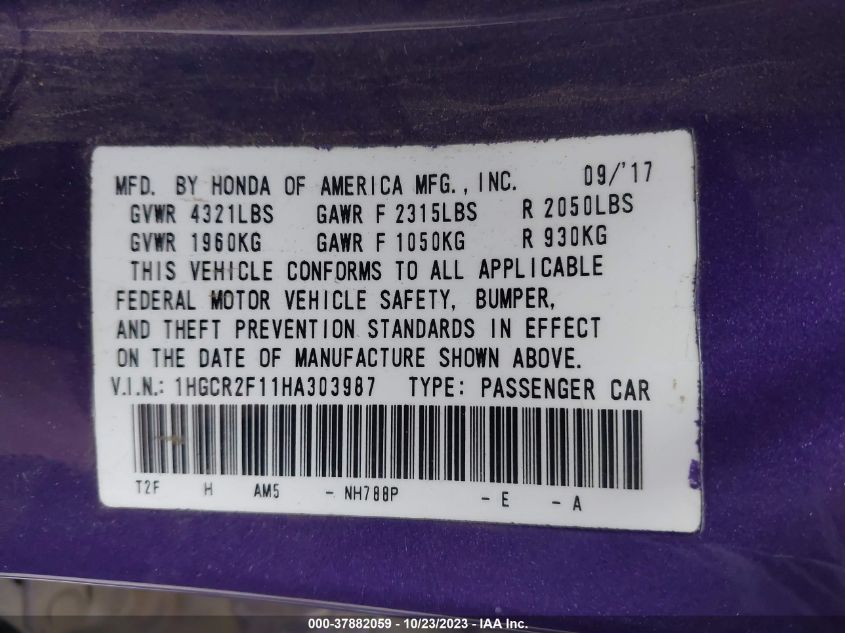 MFD. BY HONDA OF AMERICA MFG., INC. 09/'17
GVWR 4321LBS GAWR F 2315LBS R 2050LBS
GVWR 1960KG GAWR F 1050KG R 930KG
THIS VEHICLE CONFORMS TO ALL APPLICABLE
FEDERAL MOTOR VEHICLE SAFETY, BUMPER,
AND THEFT PREVENTION STANDARDS IN EFFECT
ON THE DATE OF MANUFACTURE SHOWN ABOVE.
V.I.N.: 1HGCR2F11HA303987 TYPE: PASSENGER CAR
T2F H AM5 - NH788P - E - A
000-37882059 - 10/23/2023 - IAA Inc.